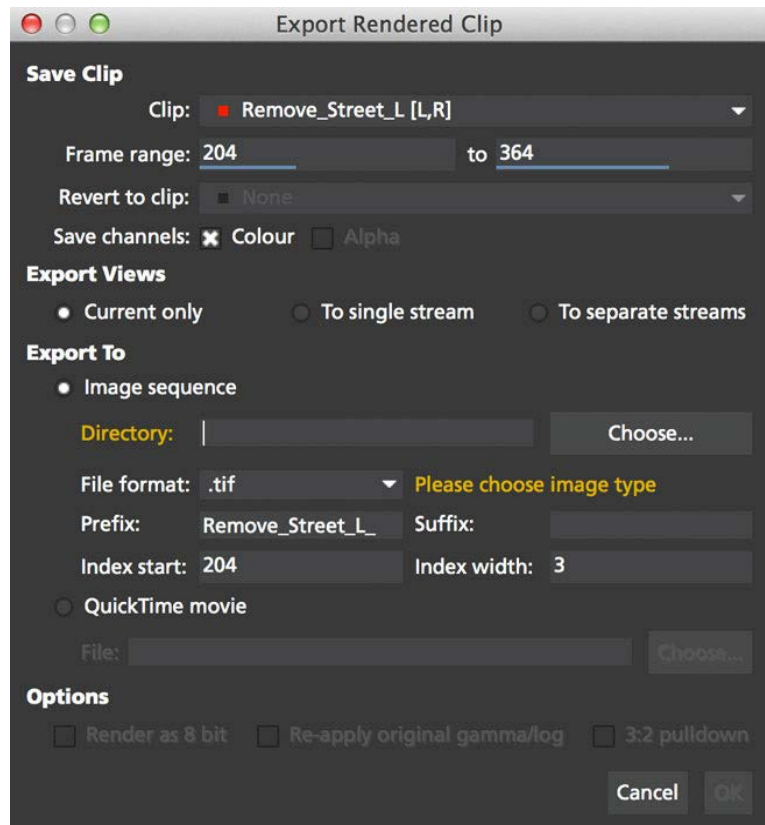 Export Rendered Clip
Save Clip
Clip: Remove_Street_L [L,R]
Frame range: 204 to 364
Revert to clip: None
Save channels: Colour Alpha
Export Views
Current only To single stream To separate streams
Export To
Image sequence
Directory: Choose...
File format: .tif Please choose image type
Prefix: Remove_Street_L_ Suffix:
Index start: 204 Index width: 3
QuickTime movie
File: Choose...
Options
Render as 8 bit Re-apply original gamma/log 3:2 pulldown
Cancel OK